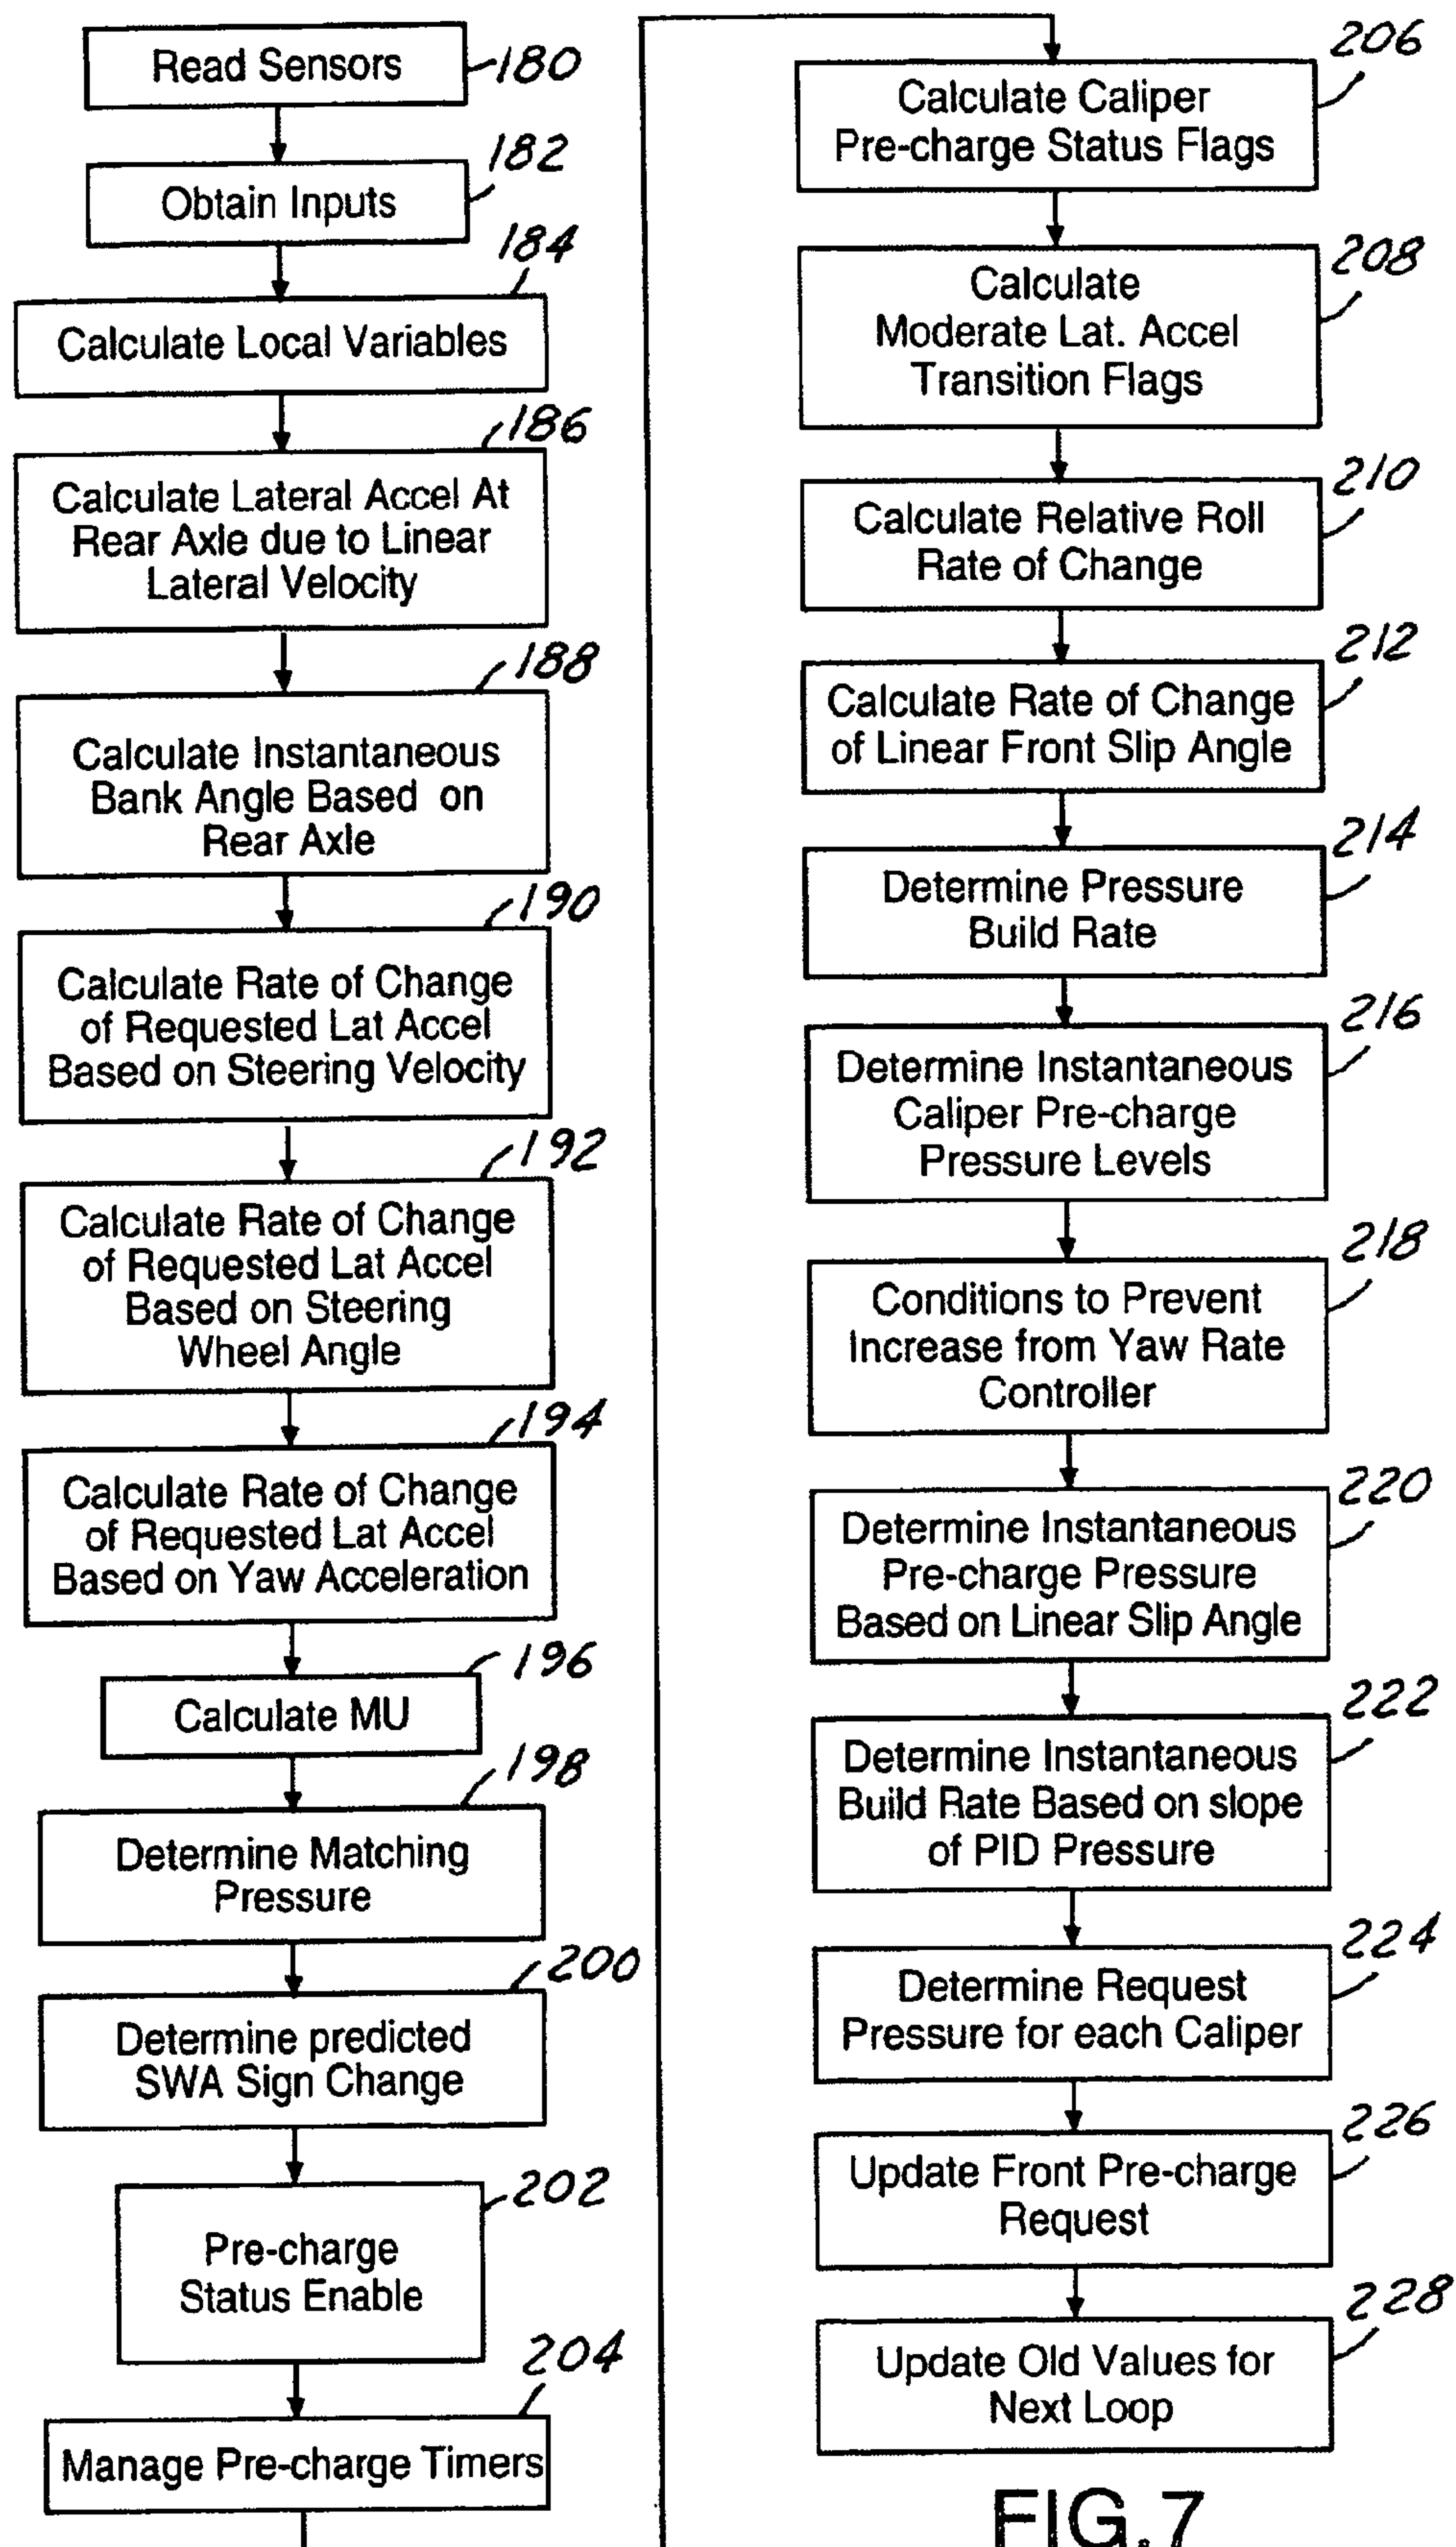 Read Sensors
180
Obtain Inputs
182
184
Calculate Local Variables
186
Calculate Lateral Accel At
Rear Axle due to Linear
Lateral Velocity
188
Calculate Instantaneous
Bank Angle Based on
Rear Axle
190
Calculate Rate of Change
of Requested Lat Accel
Based on Steering Velocity
192
Calculate Rate of Change
of Requested Lat Accel
Based on Steering
Wheel Angle
194
Calculate Rate of Change
of Requested Lat Accel
Based on Yaw Acceleration
196
Calculate MU
198
Determine Matching
Pressure
200
Determine predicted
SWA Sign Change
202
Pre-charge
Status Enable
204
Manage Pre-charge Timers
206
Calculate Caliper
Pre-charge Status Flags
208
Calculate
Moderate Lat. Accel
Transition Flags
210
Calculate Relative Roll
Rate of Change
212
Calculate Rate of Change
of Linear Front Slip Angle
214
Determine Pressure
Build Rate
216
Determine Instantaneous
Caliper Pre-charge
Pressure Levels
218
Conditions to Prevent
Increase from Yaw Rate
Controller
220
Determine Instantaneous
Pre-charge Pressure
Based on Linear Slip Angle
222
Determine Instantaneous
Build Rate Based on slope
of PID Pressure
224
Determine Request
Pressure for each Caliper
226
Update Front Pre-charge
Request
228
Update Old Values for
Next Loop
FIG.7